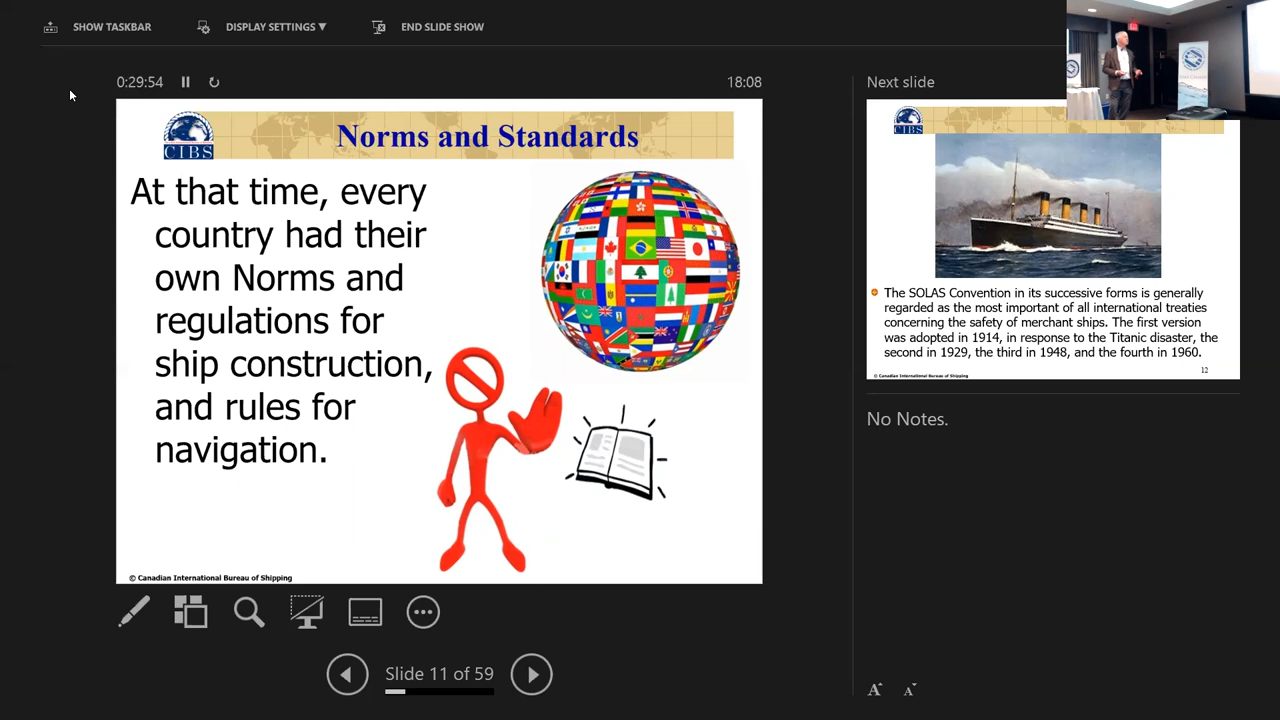 SHOW TASKBAR
DISPLAY SETTINGS ▼
END SLIDE SHOW
0:29:54
18:08
CIBS
Norms and Standards
At that time, every
country had their
own Norms and
regulations for
ship construction,
and rules for
navigation.
© Canadian International Bureau of Shipping
Slide 11 of 59
Next slide
CIBS
The SOLAS Convention in its successive forms is generally
regarded as the most important of all international treaties
concerning the safety of merchant ships. The first version
was adopted in 1914, in response to the Titanic disaster, the
second in 1929, the third in 1948, and the fourth in 1960.
12
© Canadian International Bureau of Shipping
No Notes.
A A